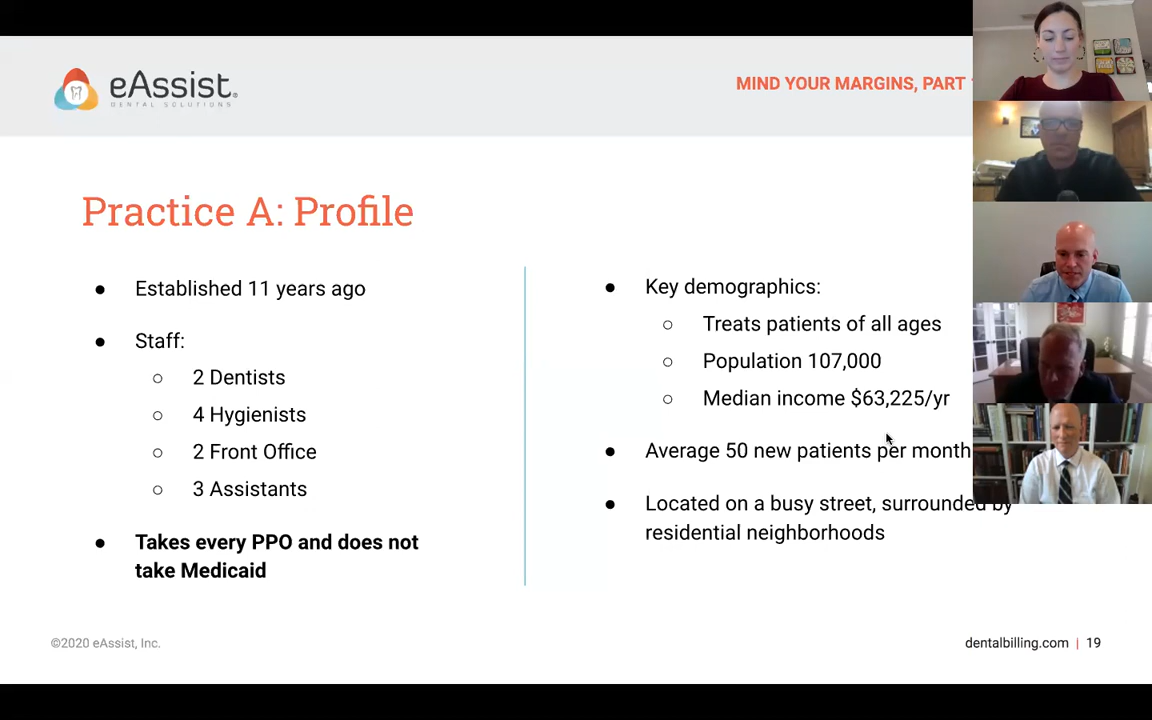 eAssist®
DENTAL SOLUTIONS
MIND YOUR MARGINS, PART
Practice A: Profile
● Established 11 years ago
● Staff:
○ 2 Dentists
○ 4 Hygienists
○ 2 Front Office
○ 3 Assistants
● Takes every PPO and does not
take Medicaid
● Key demographics:
○ Treats patients of all ages
○ Population 107,000
○ Median income $63,225/yr
● Average 50 new patients per month
● Located on a busy street, surrounded by
residential neighborhoods
©2020 eAssist, Inc.
dentalbilling.com | 19